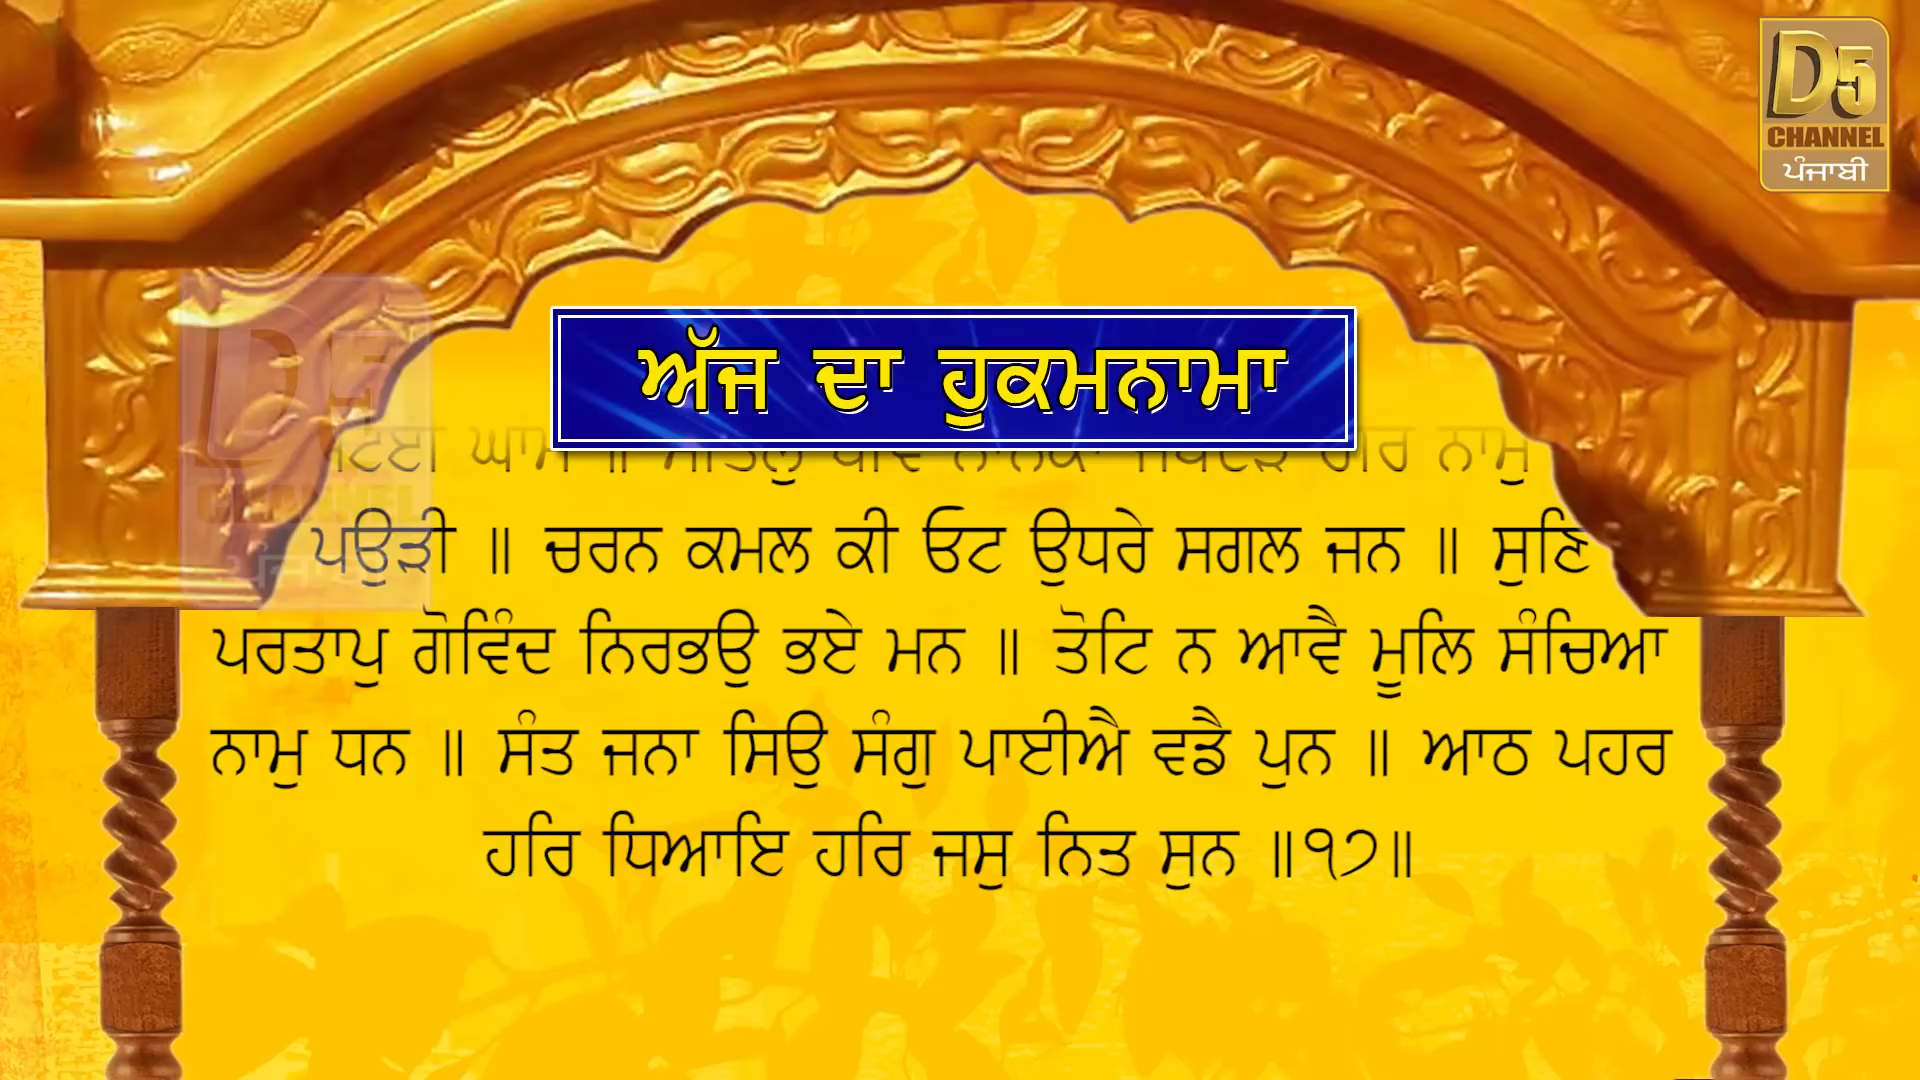 D5
CHANNEL
ਪੰਜਾਬੀ
ਅੱਜ ਦਾ ਹੁਕਮਨਾਮਾ
ਨਾਮੁ
ਪਉੜੀ ॥ ਚਰਨ ਕਮਲ ਕੀ ਓਟ ਉਧਰੇ ਸਗਲ ਜਨ ॥ ਸੁਣਿ
ਪਰਤਾਪੁ ਗੋਵਿੰਦ ਨਿਰਭਉ ਭਏ ਮਨ ॥ ਤੋਟਿ ਨ ਆਵੈ ਮੂਲਿ ਸੰਚਿਆ
ਨਾਮੁ ਧਨ ॥ ਸੰਤ ਜਨਾ ਸਿਉ ਸੰਗੁ ਪਾਈਐ ਵਡੈ ਪੁਨ ॥ ਆਠ ਪਹਰ
ਹਰਿ ਧਿਆਇ ਹਰਿ ਜਸੁ ਨਿਤ ਸੁਨ ॥੧੭॥